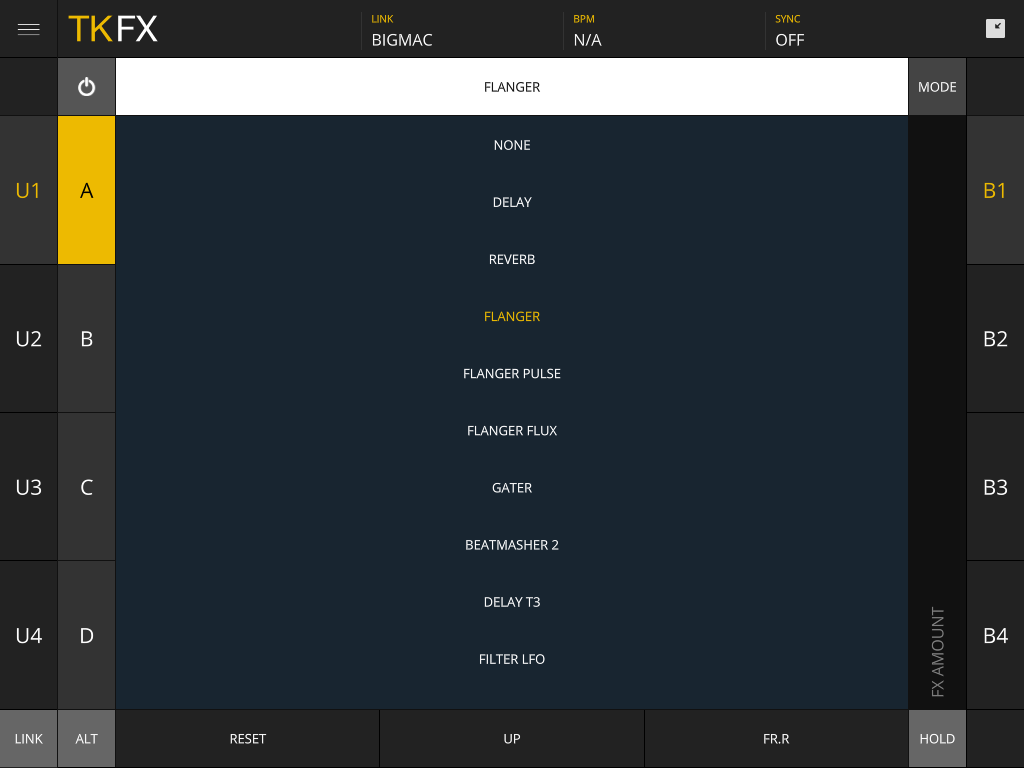 TKFX
LINK
BIGMAC
BPM
N/A
SYNC
OFF
FLANGER
MODE
U1
A
B1
U2
B
B2
U3
C
B3
U4
D
B4
NONE
DELAY
REVERB
FLANGER
FLANGER PULSE
FLANGER FLUX
GATER
BEATMASHER 2
DELAY T3
FILTER LFO
FX AMOUNT
LINK
ALT
RESET
UP
FR.R
HOLD